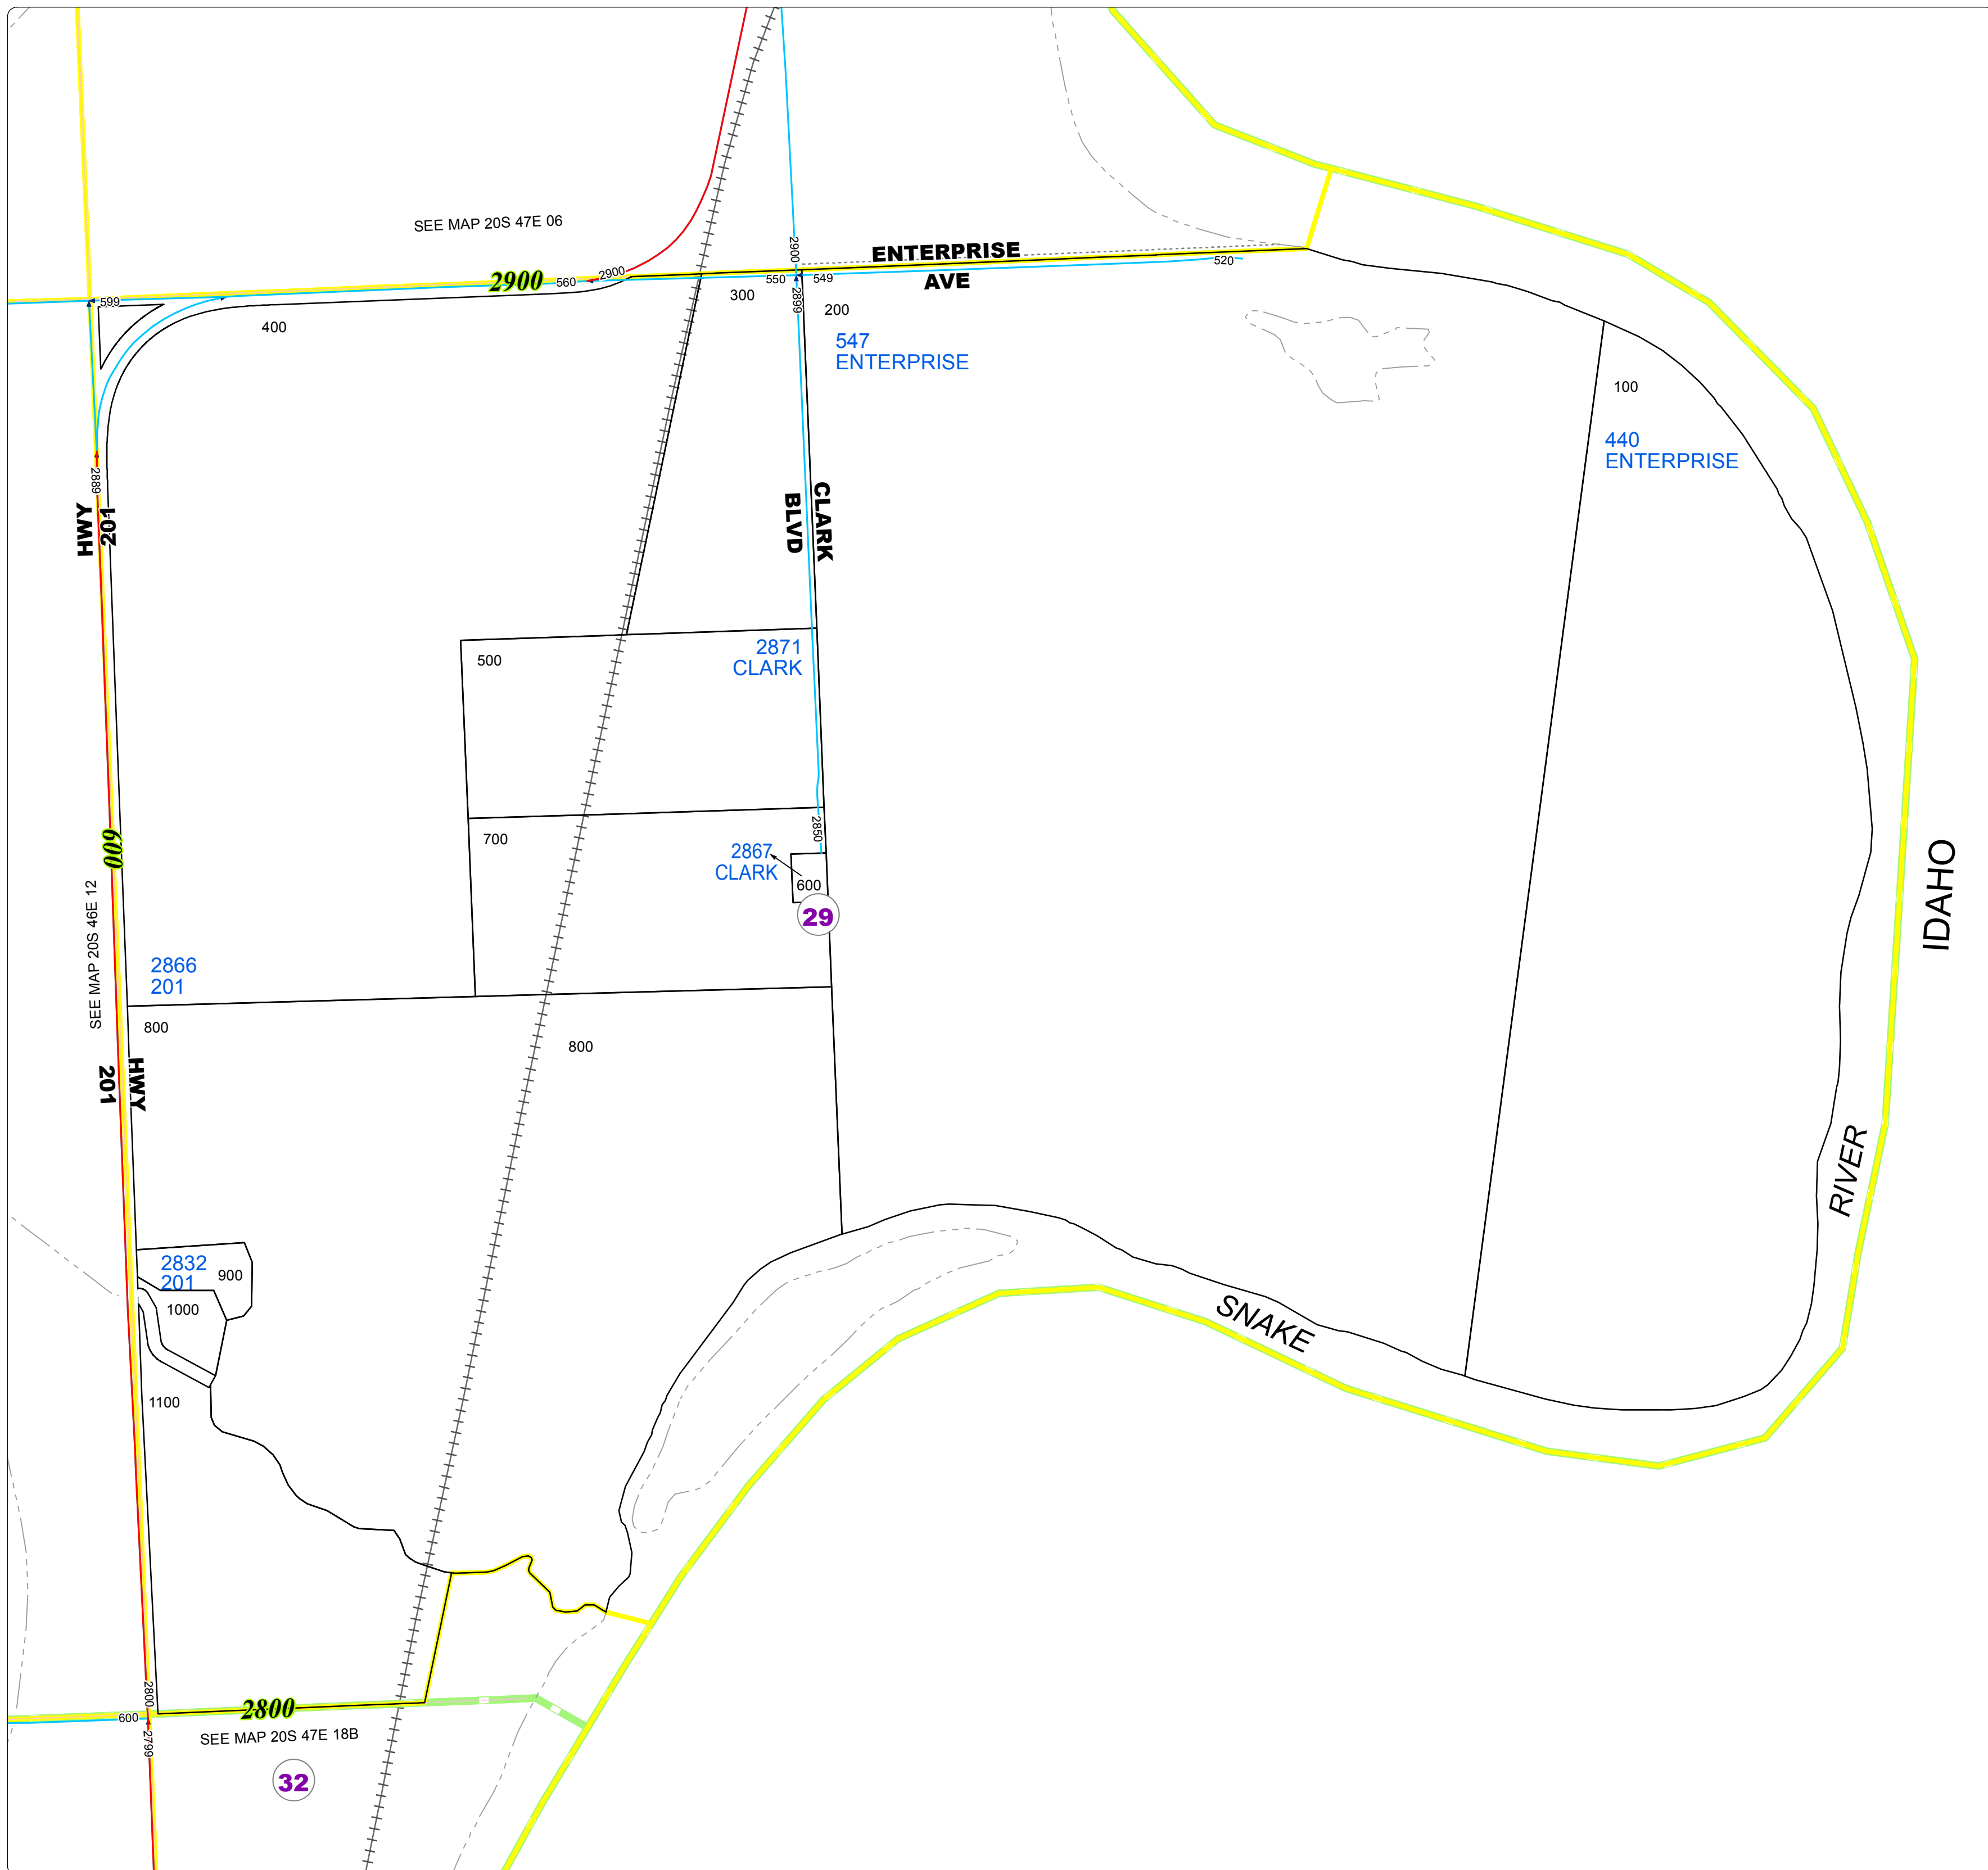 SEE MAP 20S 47E 06
2900
560
2900
2900
ENTERPRISE
AVE
520
550
549
2899
599
400
300
200
547
ENTERPRISE
100
440
ENTERPRISE
2889
HWY
201
CLARK
BLVD
500
2871
CLARK
600
700
2850
2867
CLARK
600
29
SEE MAP 20S 46E 12
2866
201
800
800
HWY
201
IDAHO
RIVER
SNAKE
2832
201
900
1000
1100
2800
600
2800
2799
SEE MAP 20S 47E 18B
32